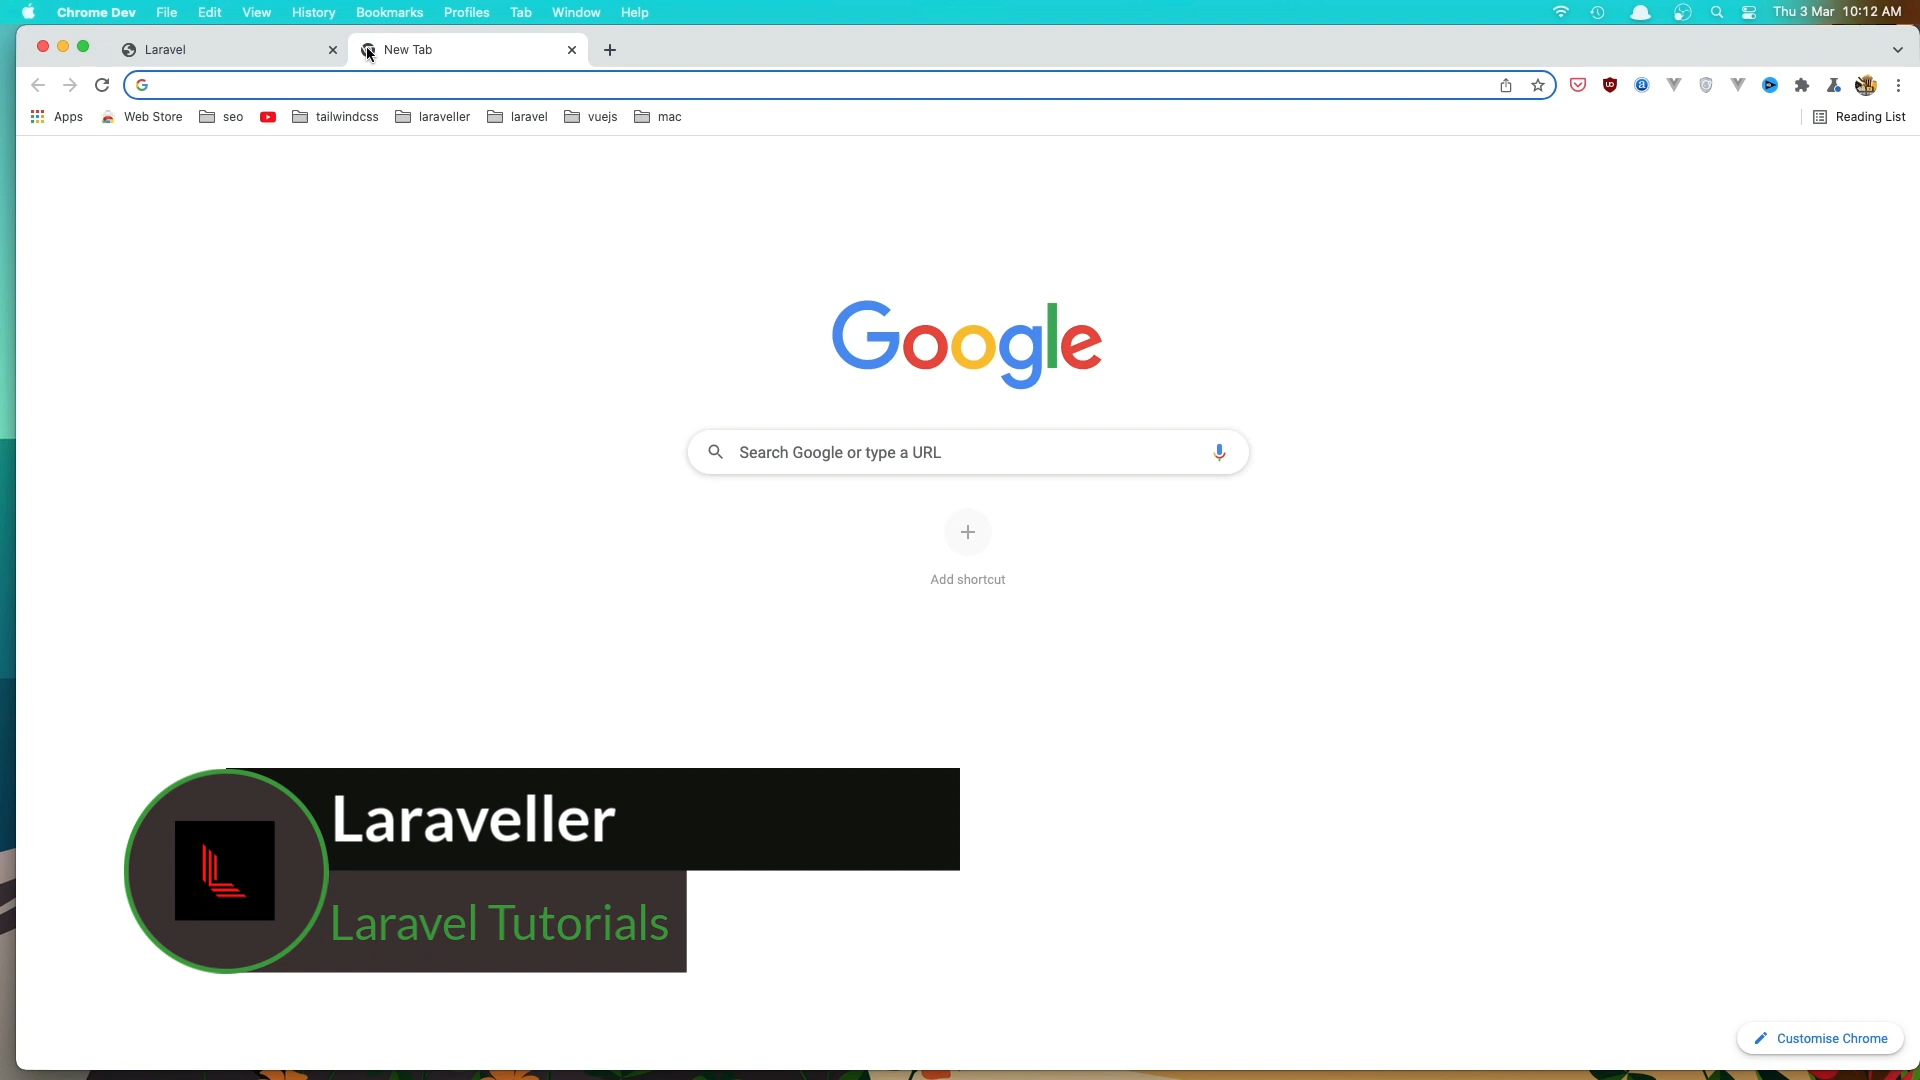 Chrome Dev File Edit View History Bookmarks Profiles Tab Window Help Thu 3 Mar 10:12 AM
Laravel New Tab
Apps Web Store seo tailwindcss laraveller laravel vuejs mac Reading List
Google
Search Google or type a URL
Add shortcut
Laraveller
Laravel Tutorials
Customise Chrome